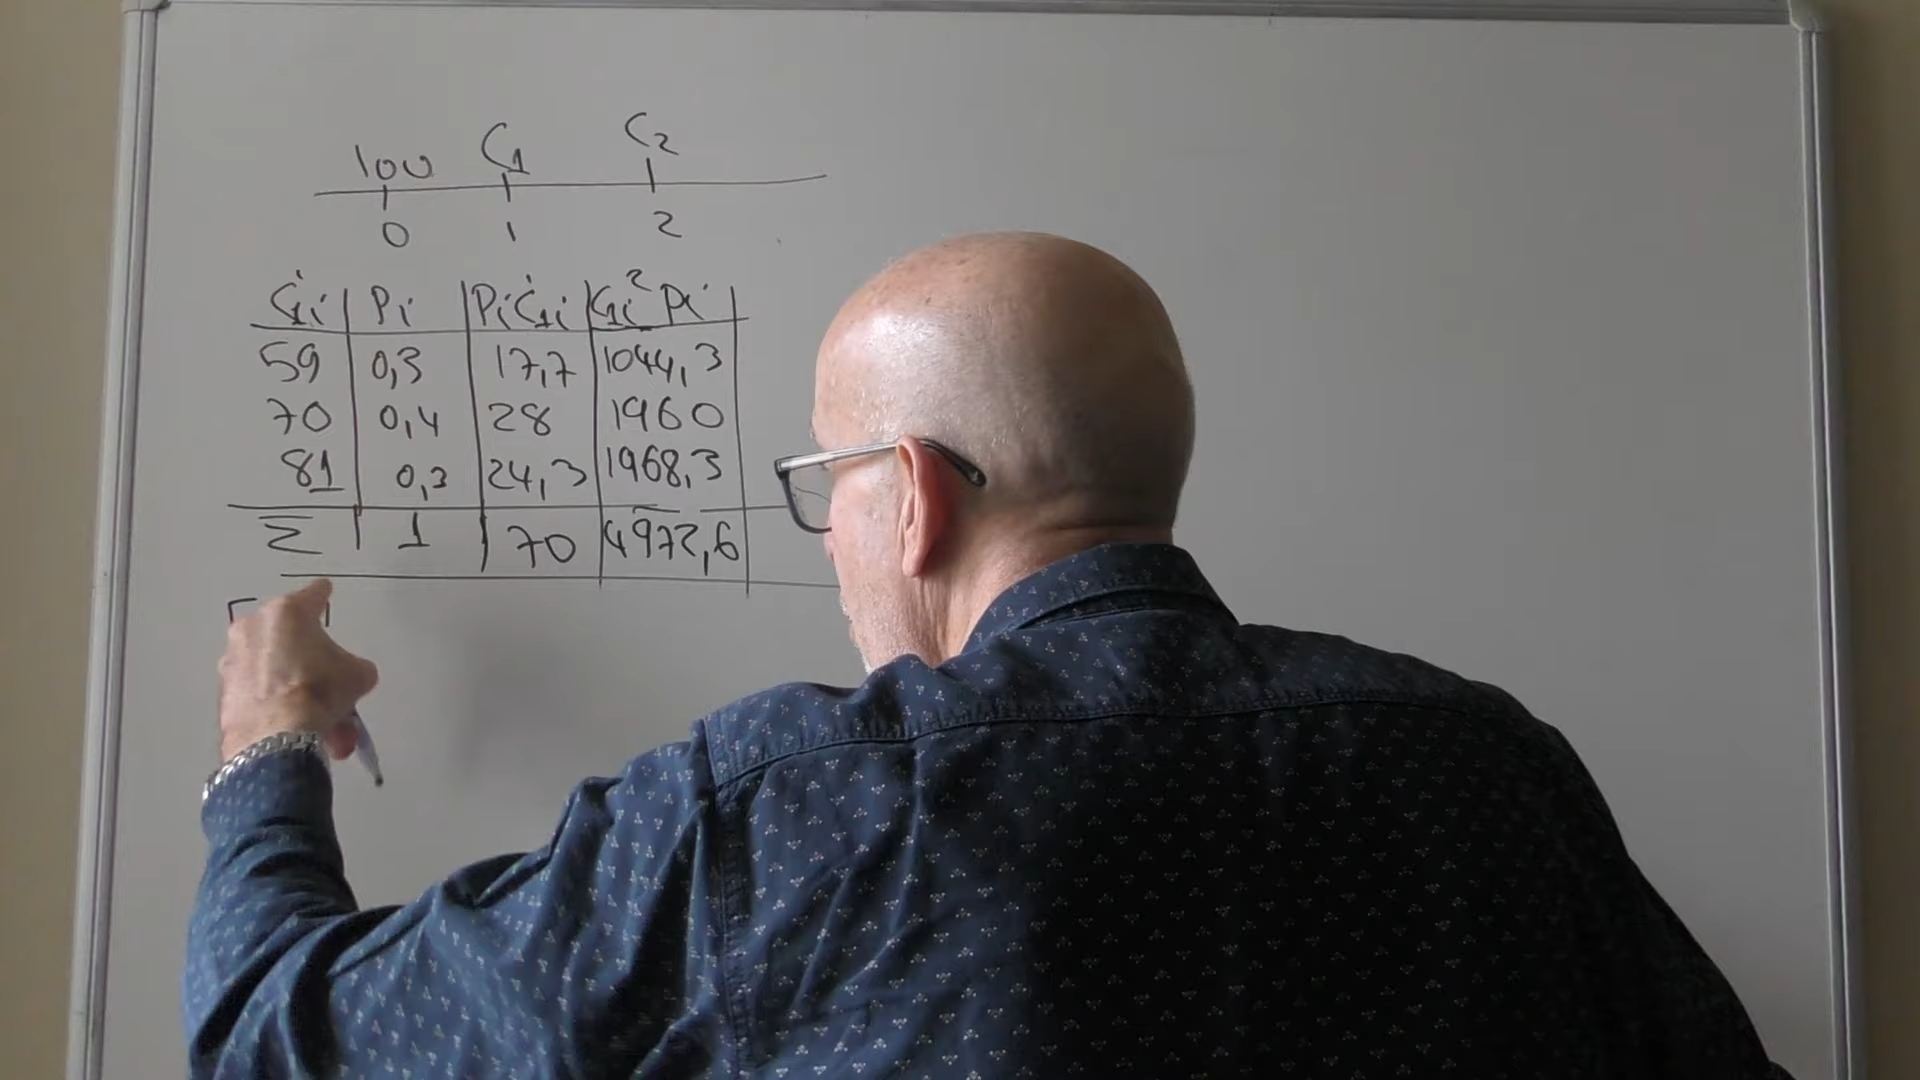 100 C₁ C₂
0 1 2
C₁i | Pi | PiC₁i | C₁i² Pi
59 | 0,3 | 17,7 | 1044,3
70 | 0,4 | 28 | 1960
81 | 0,3 | 24,3 | 1968,3
Σ | 1 | 70 | 4972,6